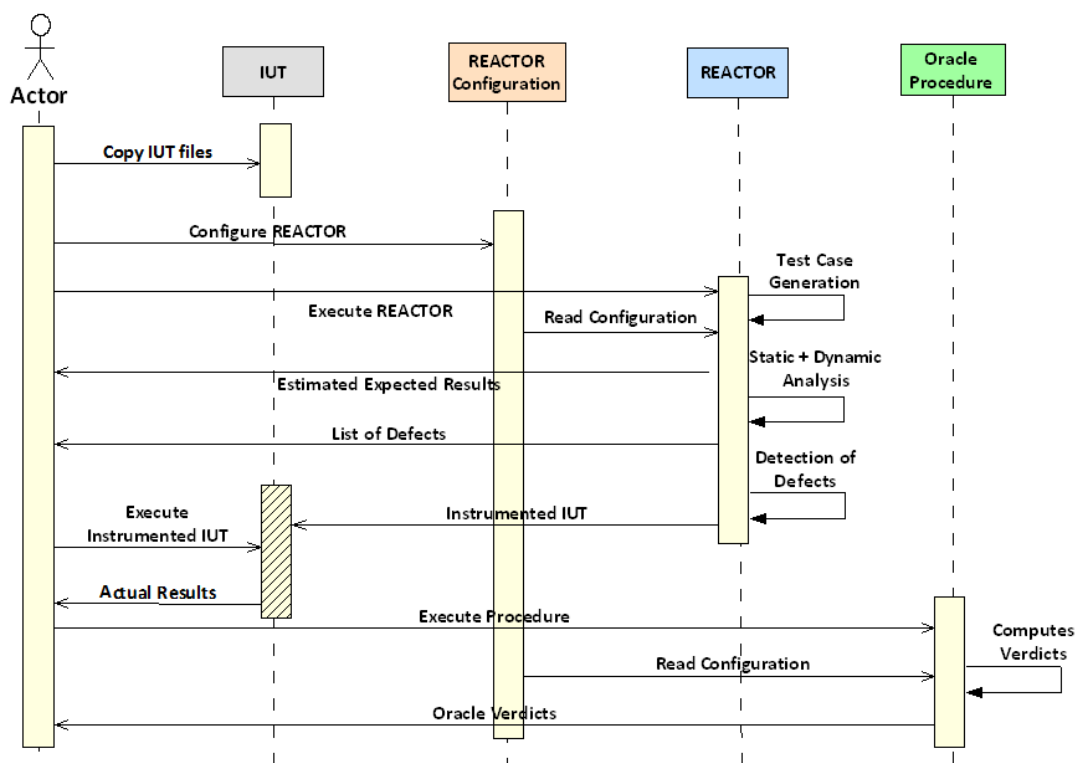 Actor
IUT
REACTOR
Configuration
REACTOR
Oracle
Procedure
Copy IUT files
Configure REACTOR
Test Case
Generation
Execute REACTOR
Read Configuration
Static + Dynamic
Analysis
Estimated Expected Results
List of Defects
Detection of
Defects
Execute
Instrumented IUT
Instrumented IUT
Actual Results
Execute Procedure
Computes
Verdicts
Read Configuration
Oracle Verdicts